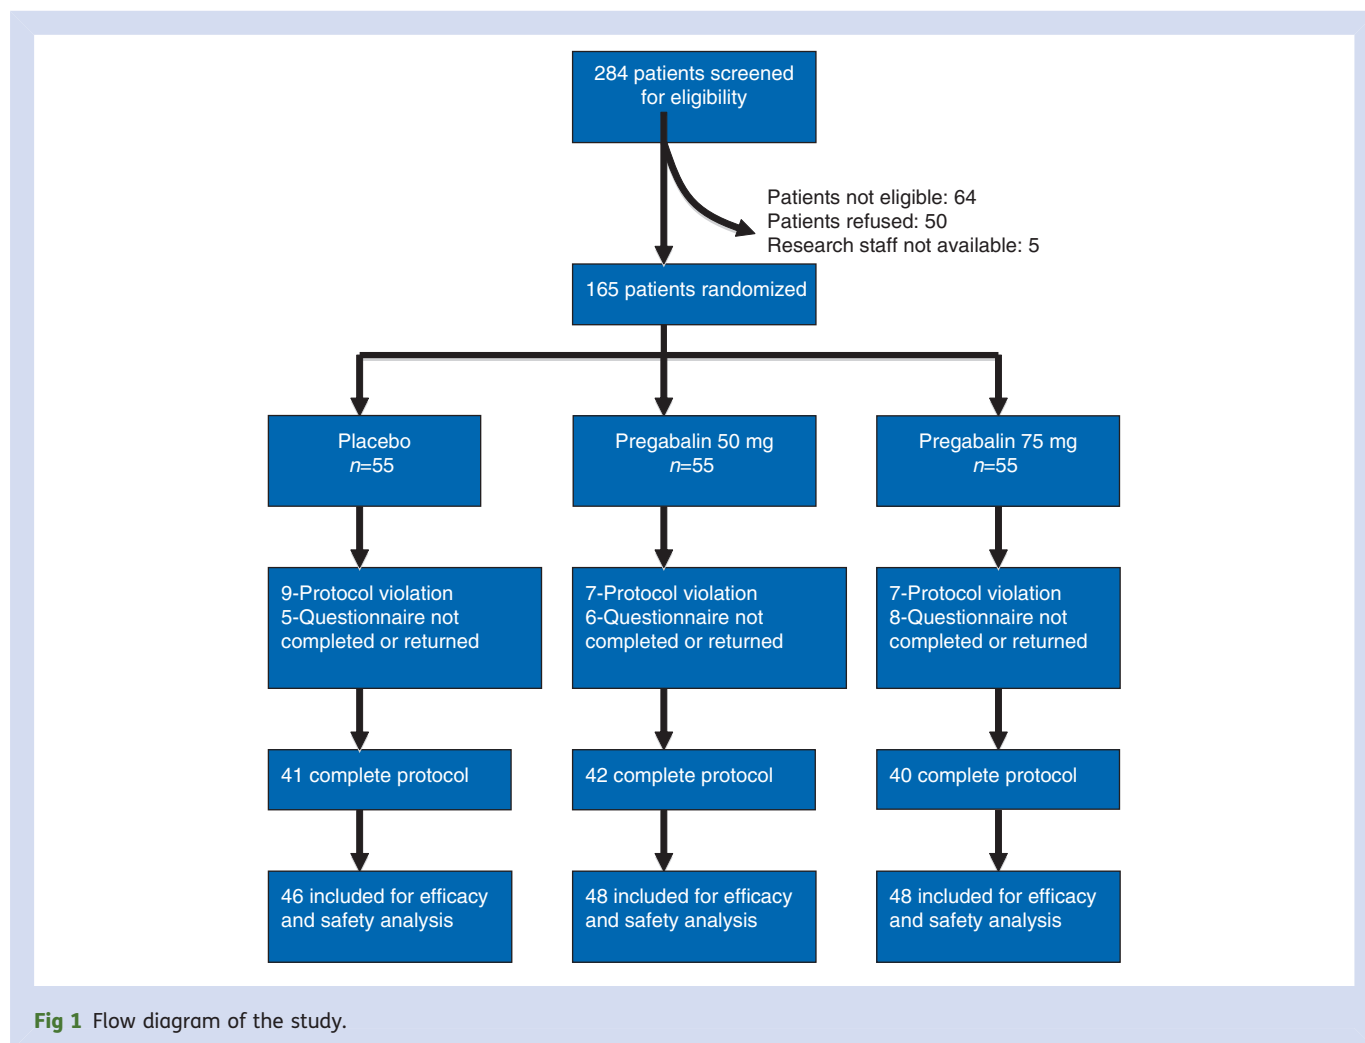 284 patients screened
for eligibility
Patients not eligible: 64
Patients refused: 50
Research staff not available: 5
165 patients randomized
Placebo
n=55
Pregabalin 50 mg
n=55
Pregabalin 75 mg
n=55
9-Protocol violation
5-Questionnaire not
completed or returned
7-Protocol violation
6-Questionnaire not
completed or returned
7-Protocol violation
8-Questionnaire not
completed or returned
41 complete protocol
42 complete protocol
40 complete protocol
46 included for efficacy
and safety analysis
48 included for efficacy
and safety analysis
48 included for efficacy
and safety analysis
Fig 1 Flow diagram of the study.